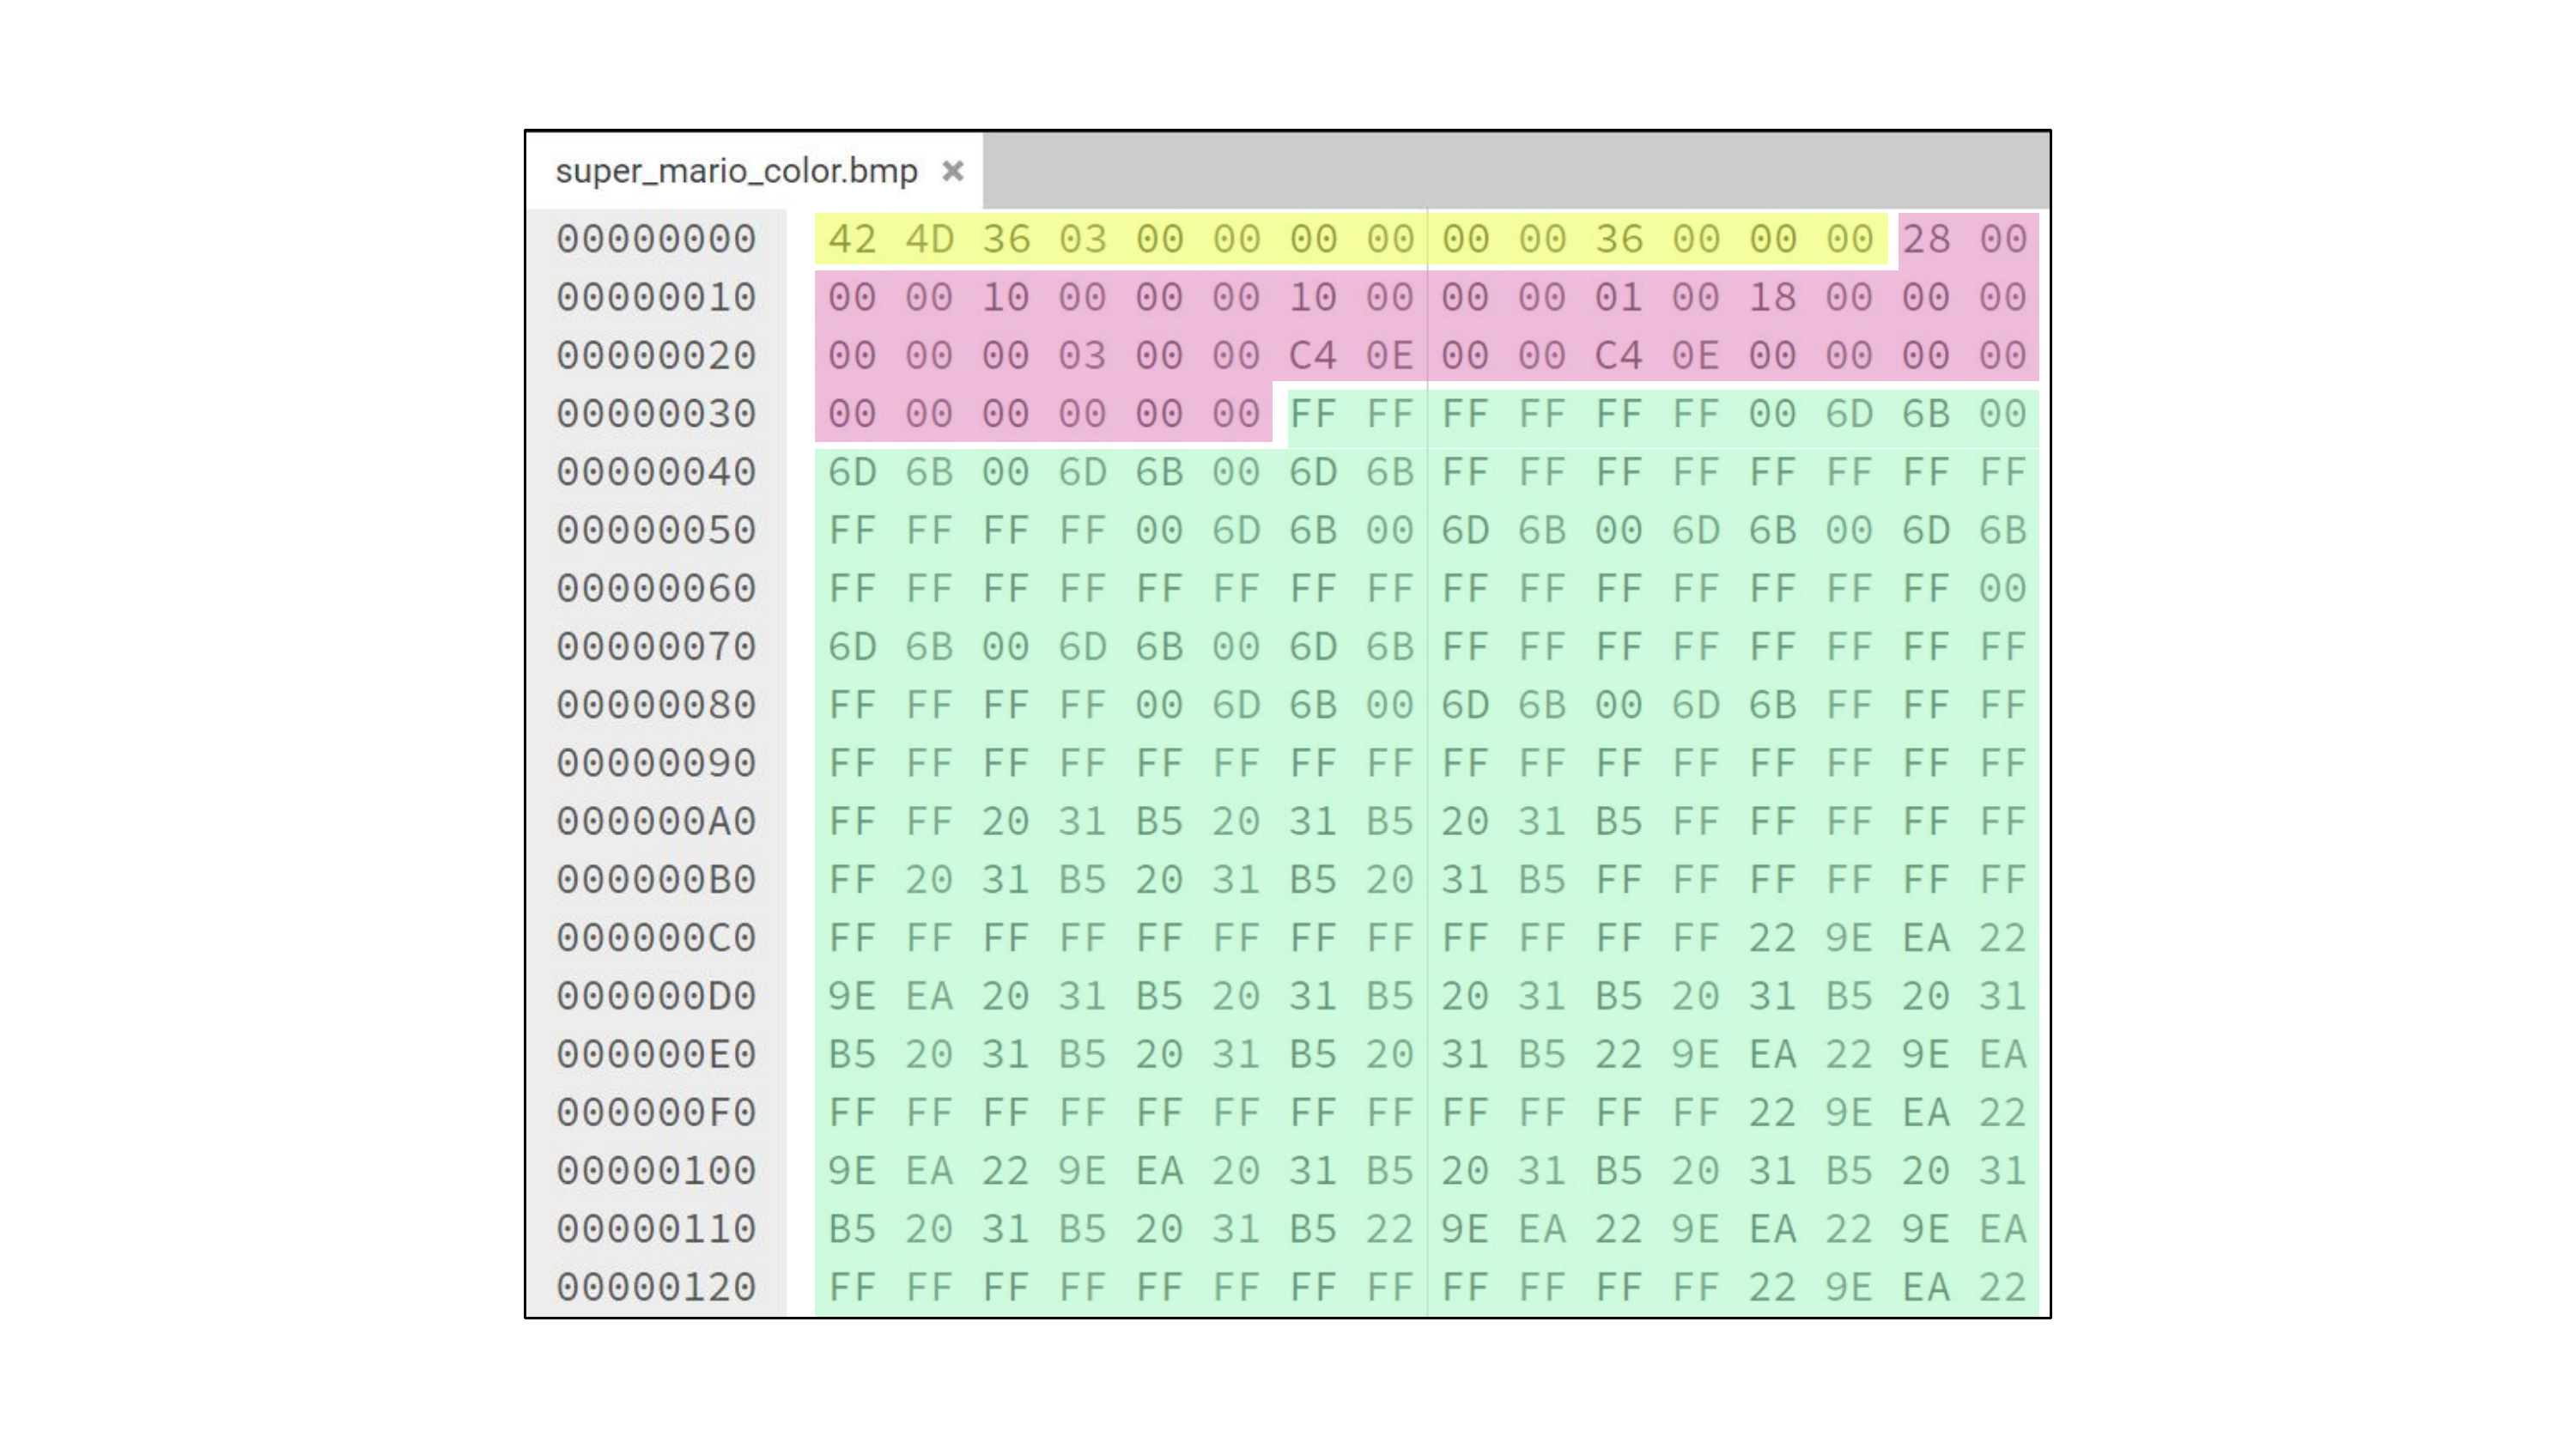 super_mario_color.bmp ×
00000000 42 4D 36 03 00 00 00 00 00 00 36 00 00 00 28 00
00000010 00 00 10 00 00 00 10 00 00 00 01 00 18 00 00 00
00000020 00 00 00 03 00 00 C4 0E 00 00 C4 0E 00 00 00 00
00000030 00 00 00 00 00 00 FF FF FF FF FF FF 00 6D 6B 00
00000040 6D 6B 00 6D 6B 00 6D 6B FF FF FF FF FF FF FF FF
00000050 FF FF FF FF 00 6D 6B 00 6D 6B 00 6D 6B 00 6D 6B
00000060 FF FF FF FF FF FF FF FF FF FF FF FF FF FF FF 00
00000070 6D 6B 00 6D 6B 00 6D 6B FF FF FF FF FF FF FF FF
00000080 FF FF FF FF 00 6D 6B 00 6D 6B 00 6D 6B FF FF FF
00000090 FF FF FF FF FF FF FF FF FF FF FF FF FF FF FF FF
000000A0 FF FF 20 31 B5 20 31 B5 20 31 B5 FF FF FF FF FF
000000B0 FF 20 31 B5 20 31 B5 20 31 B5 FF FF FF FF FF FF
000000C0 FF FF FF FF FF FF FF FF FF FF FF FF 22 9E EA 22
000000D0 9E EA 20 31 B5 20 31 B5 20 31 B5 20 31 B5 20 31
000000E0 B5 20 31 B5 20 31 B5 20 31 B5 22 9E EA 22 9E EA
000000F0 FF FF FF FF FF FF FF FF FF FF FF FF 22 9E EA 22
00000100 9E EA 22 9E EA 20 31 B5 20 31 B5 20 31 B5 20 31
00000110 B5 20 31 B5 20 31 B5 22 9E EA 22 9E EA 22 9E EA
00000120 FF FF FF FF FF FF FF FF FF FF FF FF 22 9E EA 22